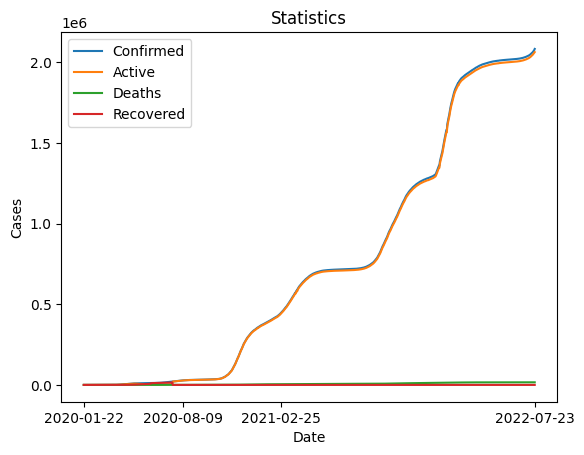 Statistics
1e6
Confirmed
Active
Deaths
Recovered
2.0
1.5
1.0
0.5
0.0
Cases
2020-01-22 2020-08-09 2021-02-25 2022-07-23
Date